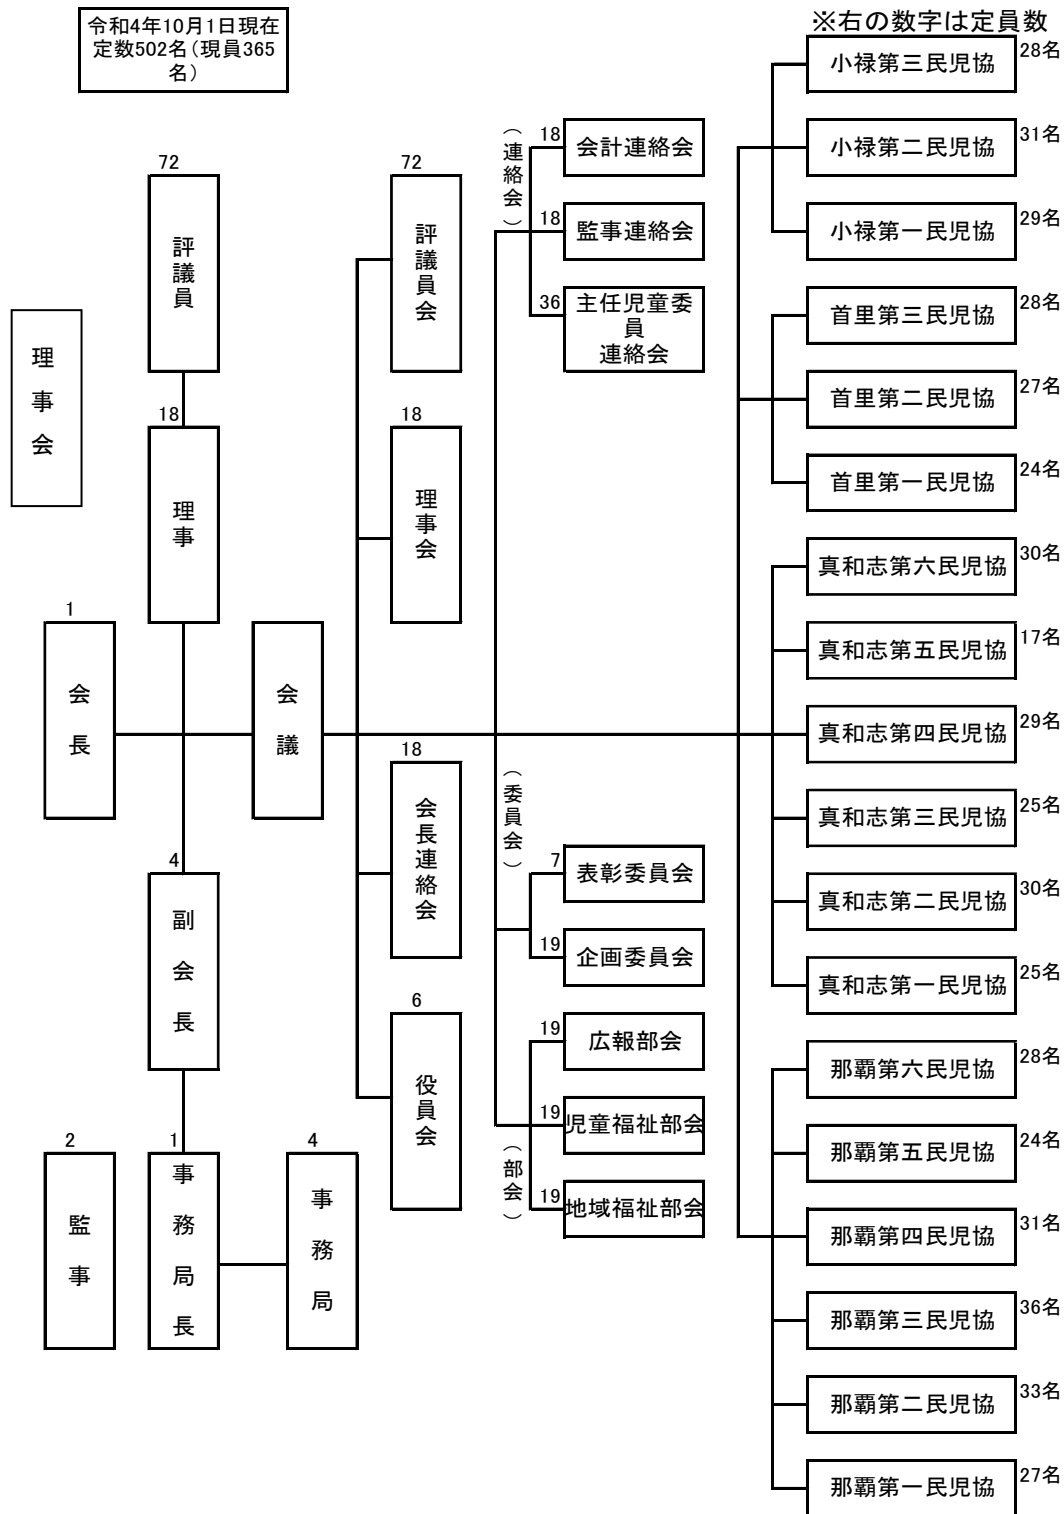 令和4年10月1日現在
定数502名（現員365
名）
※右の数字は定員数
理事会
72
評議員
18
理事
1
会長
会議
4
副会長
2
監事
1
事務局長
4
事務局
72
評議員会
18
理事会
18
会長連絡会
6
役員会
（連絡会）
18
会計連絡会
18
監事連絡会
36
主任児童委
員
連絡会
（委員会）
7
表彰委員会
19
企画委員会
（部会）
19
広報部会
19
児童福祉部会
19
地域福祉部会
小禄第三民児協 28名
小禄第二民児協 31名
小禄第一民児協 29名
首里第三民児協 28名
首里第二民児協 27名
首里第一民児協 24名
真和志第六民児協 30名
真和志第五民児協 17名
真和志第四民児協 29名
真和志第三民児協 25名
真和志第二民児協 30名
真和志第一民児協 25名
那覇第六民児協 28名
那覇第五民児協 24名
那覇第四民児協 31名
那覇第三民児協 36名
那覇第二民児協 33名
那覇第一民児協 27名